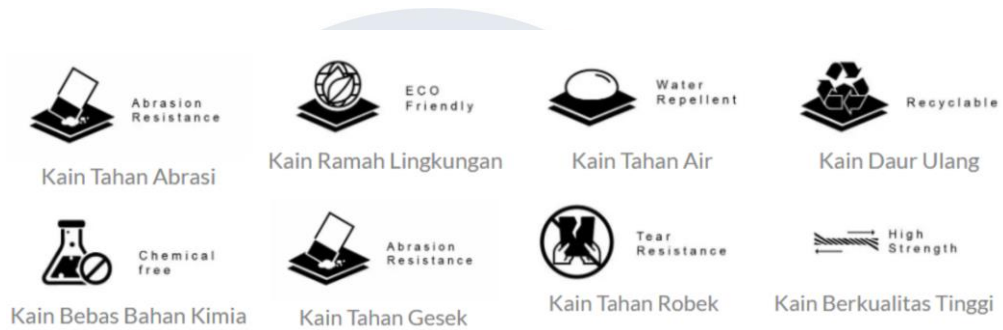 Abrasion
Resistance
Kain Tahan Abrasi
ECO
Friendly
Kain Ramah Lingkungan
Water
Repellent
Kain Tahan Air
Recyclable
Kain Daur Ulang
Chemical
free
Kain Bebas Bahan Kimia
Abrasion
Resistance
Kain Tahan Gesek
Tear
Resistance
Kain Tahan Robek
High
Strength
Kain Berkualitas Tinggi